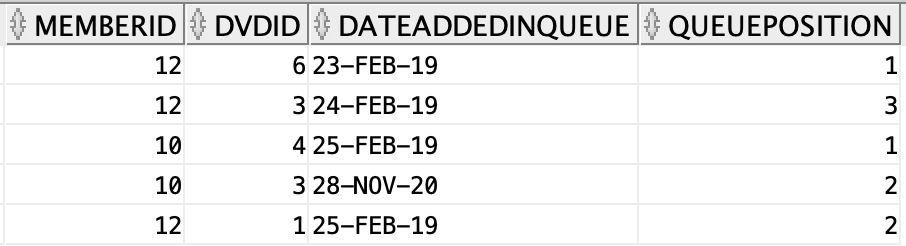 MEMBERID DVDID DATEADDEDINQUEUE QUEUEPOSITION
12 6 23-FEB-19 1
12 3 24-FEB-19 3
10 4 25-FEB-19 1
10 3 28-NOV-20 2
12 1 25-FEB-19 2